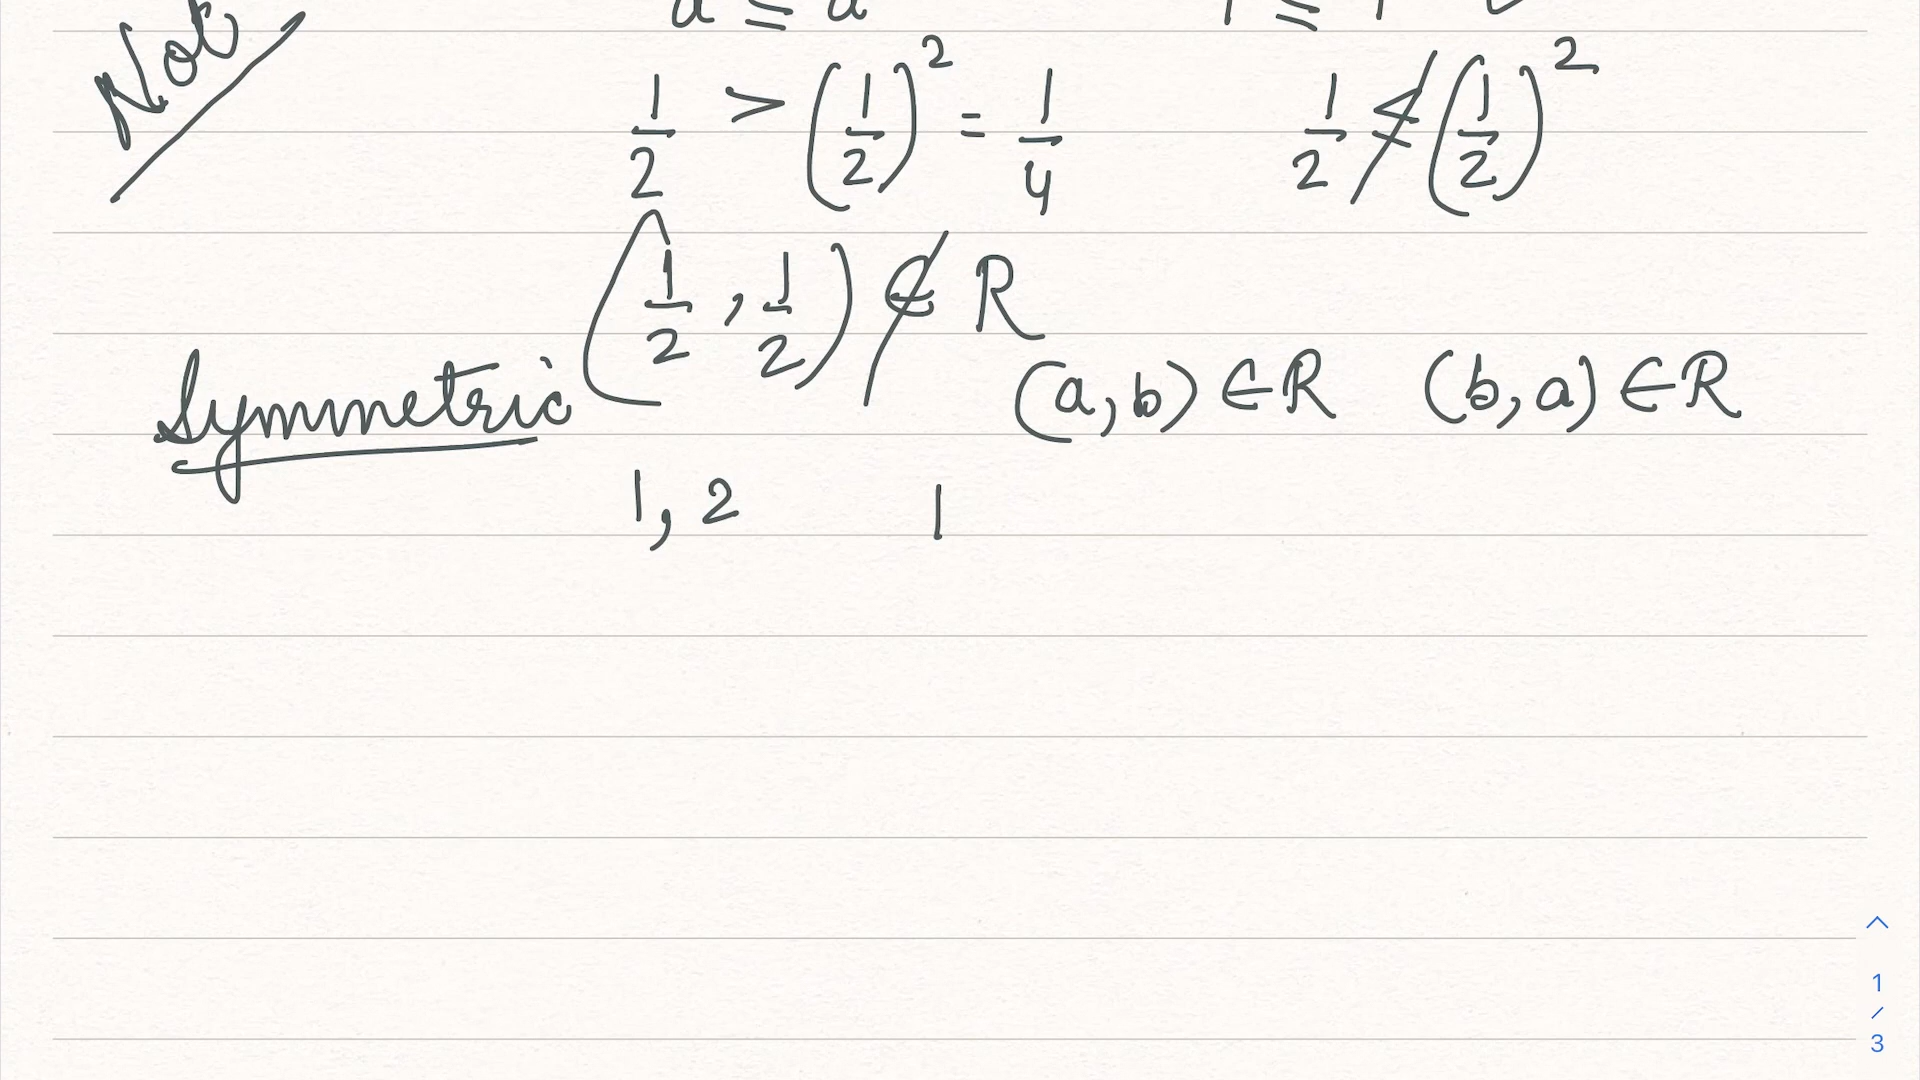 Not
a ≤ a
1/2 > (1/2)² = 1/4    1/2 ≰ (1/2)²
(1/2, 1/2) ∉ R
Symmetric    (a, b) ∈ R    (b, a) ∈ R
1, 2    1
1 / 3